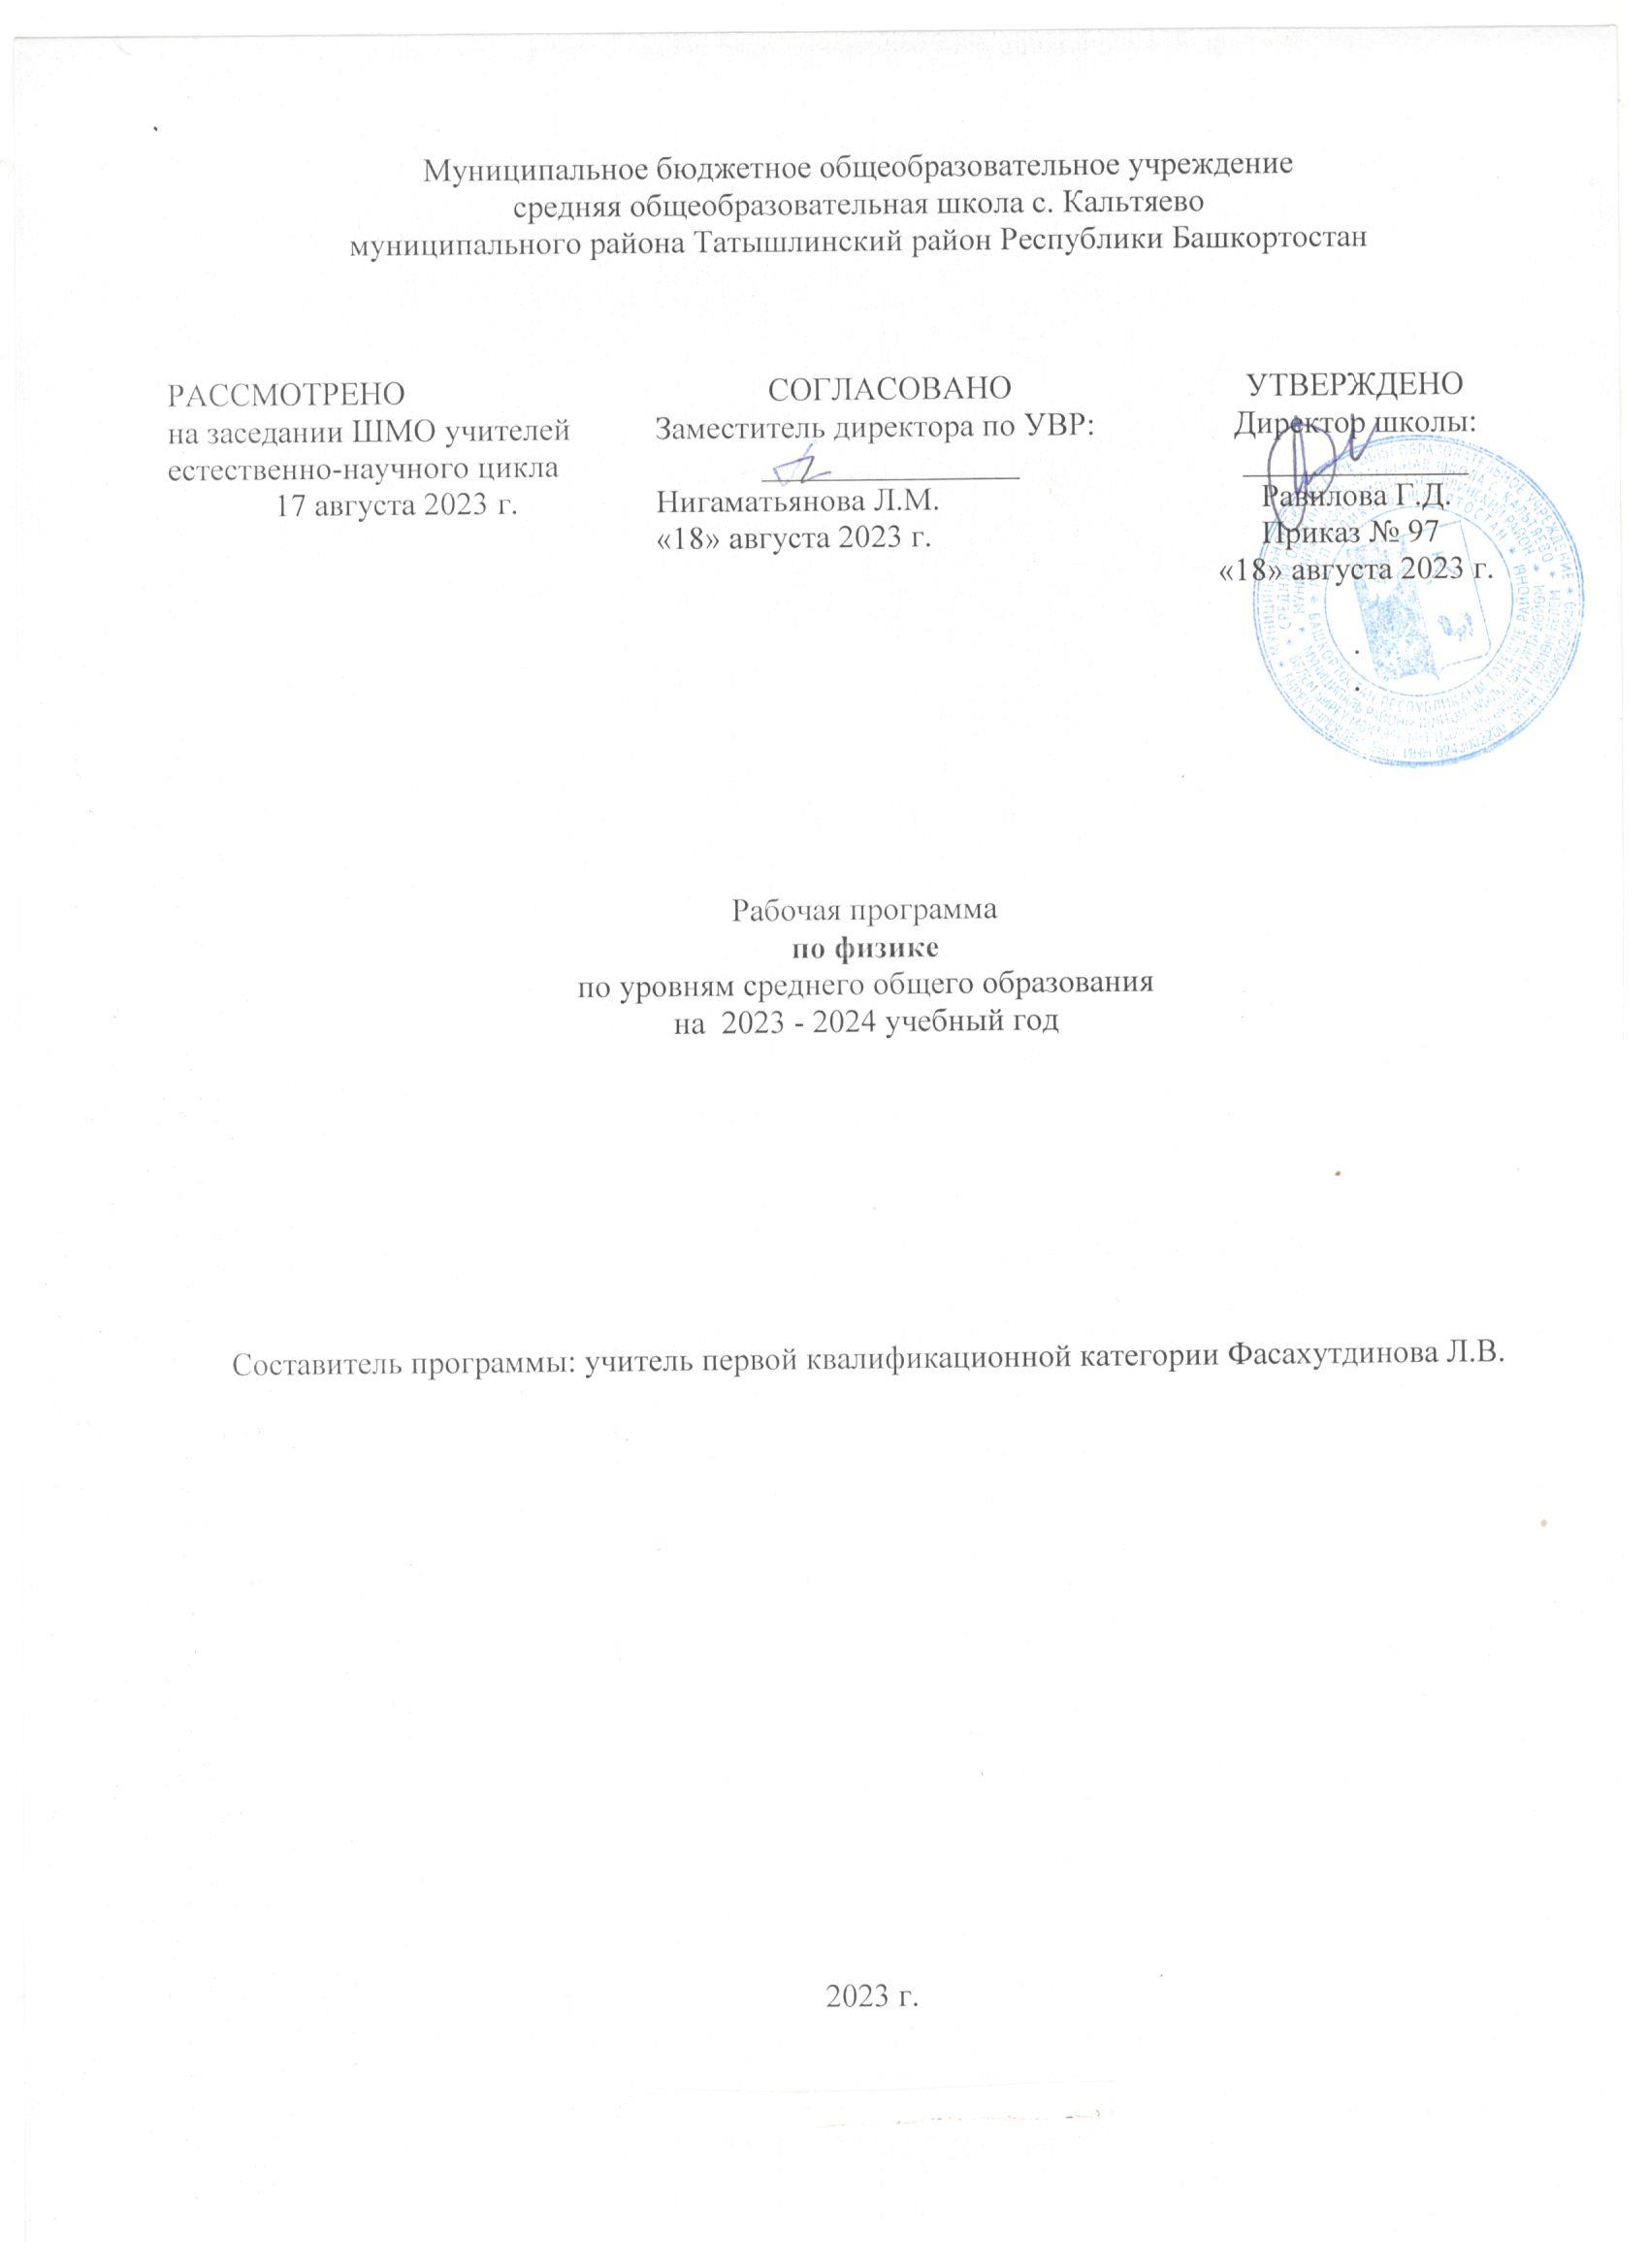 Муниципальное бюджетное общеобразовательное учреждение
средняя общеобразовательная школа с. Кальтяево
муниципального района Татышлинский район Республики Башкортостан
РАССМОТРЕНО
на заседании ШМО учителей
естественно-научного цикла
17 августа 2023 г.
СОГЛАСОВАНО
Заместитель директора по УВР:
Нигаматьянова Л.М.
«18» августа 2023 г.
УТВЕРЖДЕНО
Директор школы:
Равилова Г.Д.
Приказ № 97
«18» августа 2023 г.
Рабочая программа
по физике
по уровням среднего общего образования
на 2023 - 2024 учебный год
Составитель программы: учитель первой квалификационной категории Фасахутдинова Л.В.
2023 г.